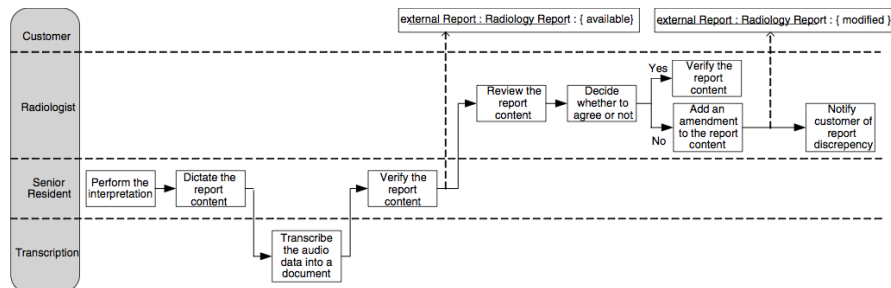 external Report : Radiology Report : { available}
external Report : Radiology Report : { modified }
Customer
Radiologist
Review the
report
content
Decide
whether to
agree or not
Yes
No
Verify the
report
content
Add an
amendment
to the report
content
Notify
customer of
report
discrepency
Senior
Resident
Perform the
interpretation
Dictate the
report
content
Verify the
report
content
Transcription
Transcribe
the audio
data into a
document